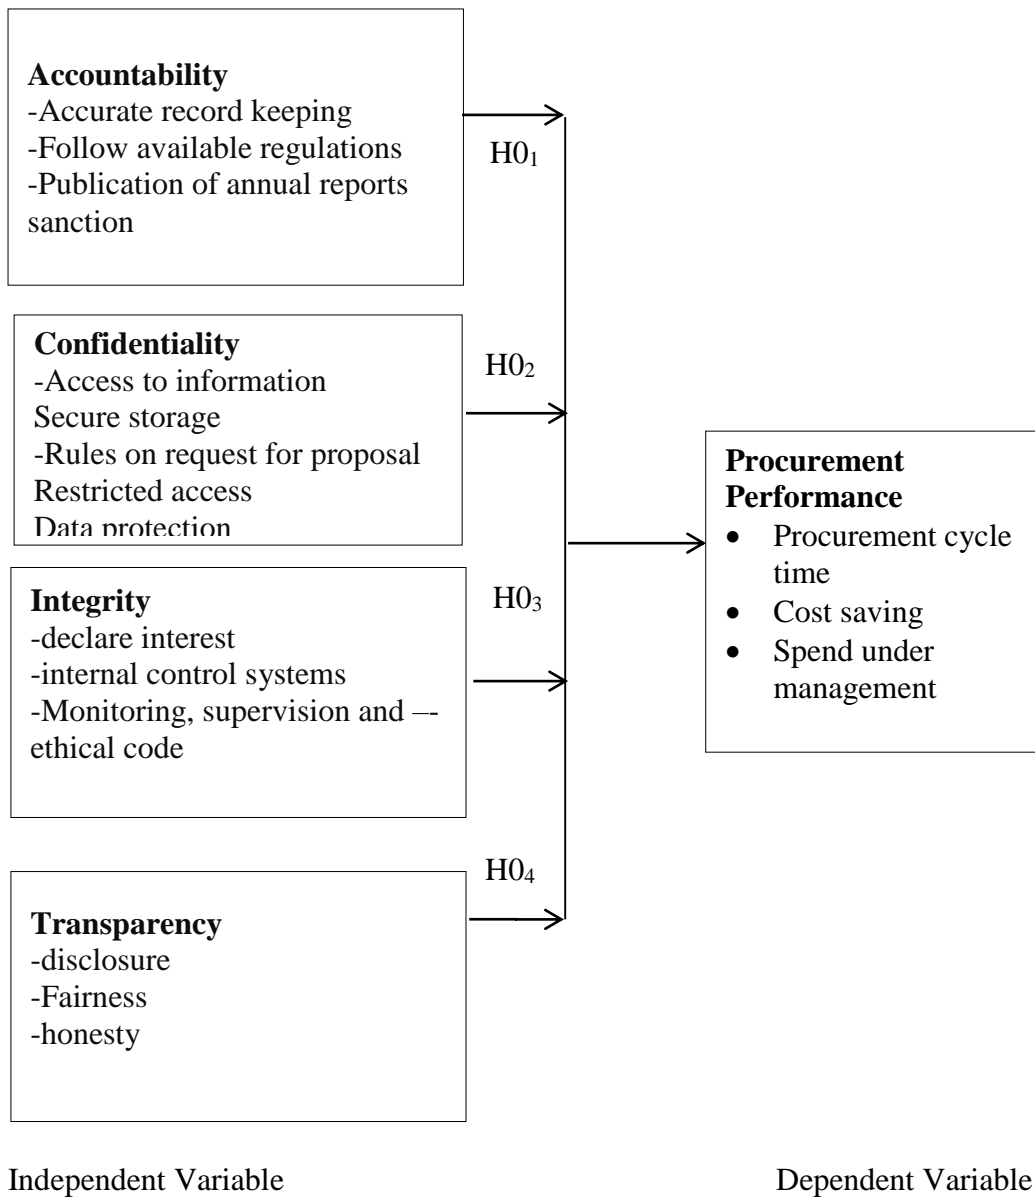 Accountability
-Accurate record keeping
-Follow available regulations
-Publication of annual reports
sanction
H0₁
Confidentiality
-Access to information
Secure storage
-Rules on request for proposal
Restricted access
Data protection
H0₂
Integrity
-declare interest
-internal control systems
-Monitoring, supervision and –-
ethical code
H0₃
Transparency
-disclosure
-Fairness
-honesty
H0₄
Procurement
Performance
• Procurement cycle
time
• Cost saving
• Spend under
management
Independent Variable
Dependent Variable